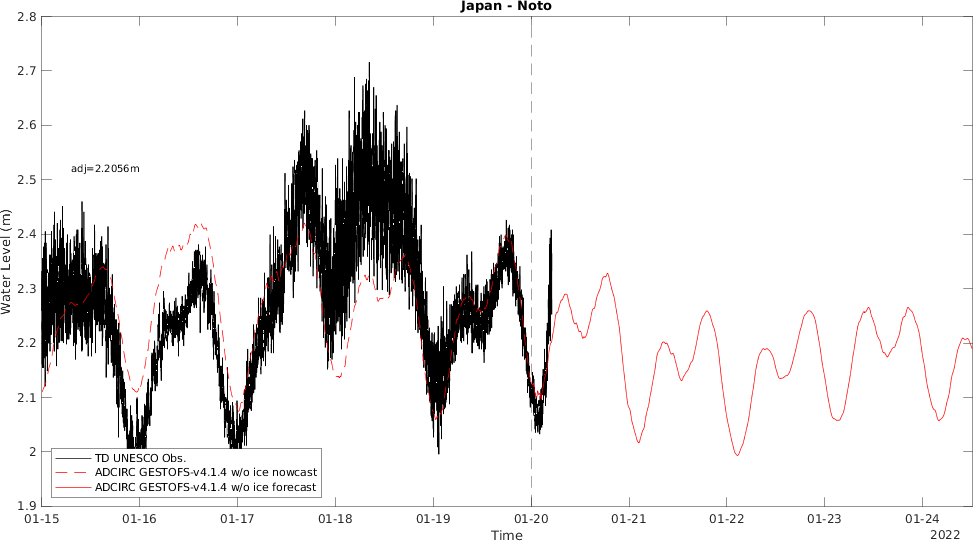 Japan - Noto
2.8
2.7
2.6
2.5
2.4
2.3
2.2
2.1
2
1.9
Water Level (m)
adj=2.2056m
TD UNESCO Obs.
ADCIRC GESTOFS-v4.1.4 w/o ice nowcast
ADCIRC GESTOFS-v4.1.4 w/o ice forecast
01-15 01-16 01-17 01-18 01-19 01-20 01-21 01-22 01-23 01-24
Time
2022